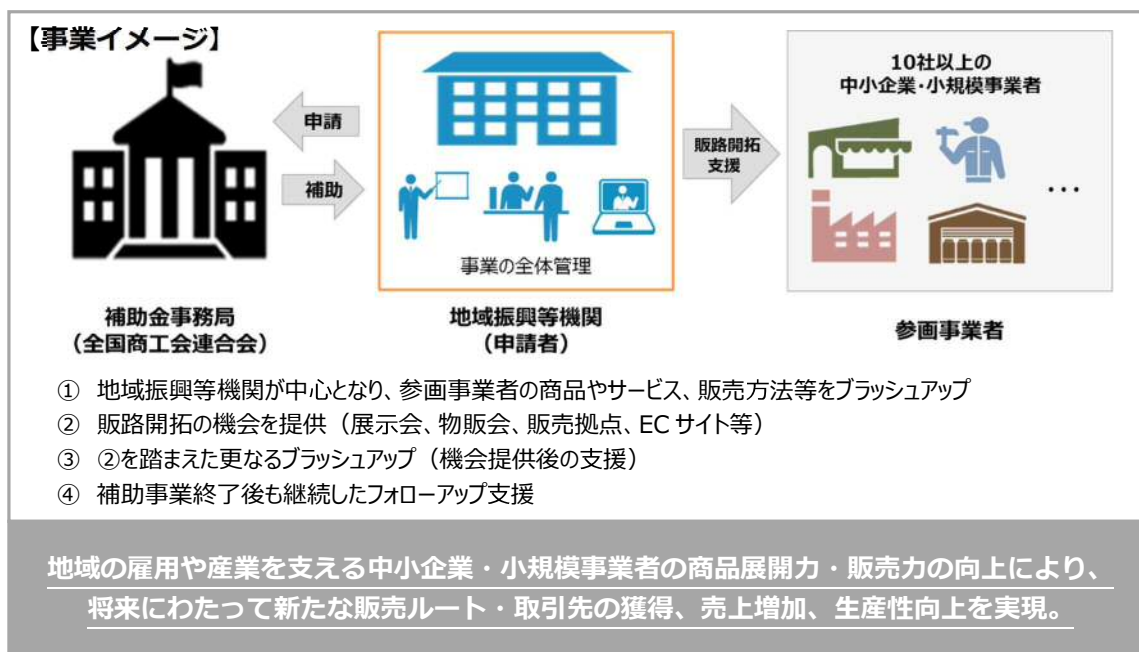 【事業イメージ】
申請
補助
事業の全体管理
販路開拓
支援
10社以上の
中小企業・小規模事業者
…
補助金事務局
（全国商工会連合会）
地域振興等機関
（申請者）
参画事業者
① 地域振興等機関が中心となり、参画事業者の商品やサービス、販売方法等をブラッシュアップ
② 販路開拓の機会を提供（展示会、物販会、販売拠点、ECサイト等）
③ ②を踏まえた更なるブラッシュアップ（機会提供後の支援）
④ 補助事業終了後も継続したフォローアップ支援
地域の雇用や産業を支える中小企業・小規模事業者の商品展開力・販売力の向上により、
将来にわたって新たな販売ルート・取引先の獲得、売上増加、生産性向上を実現。